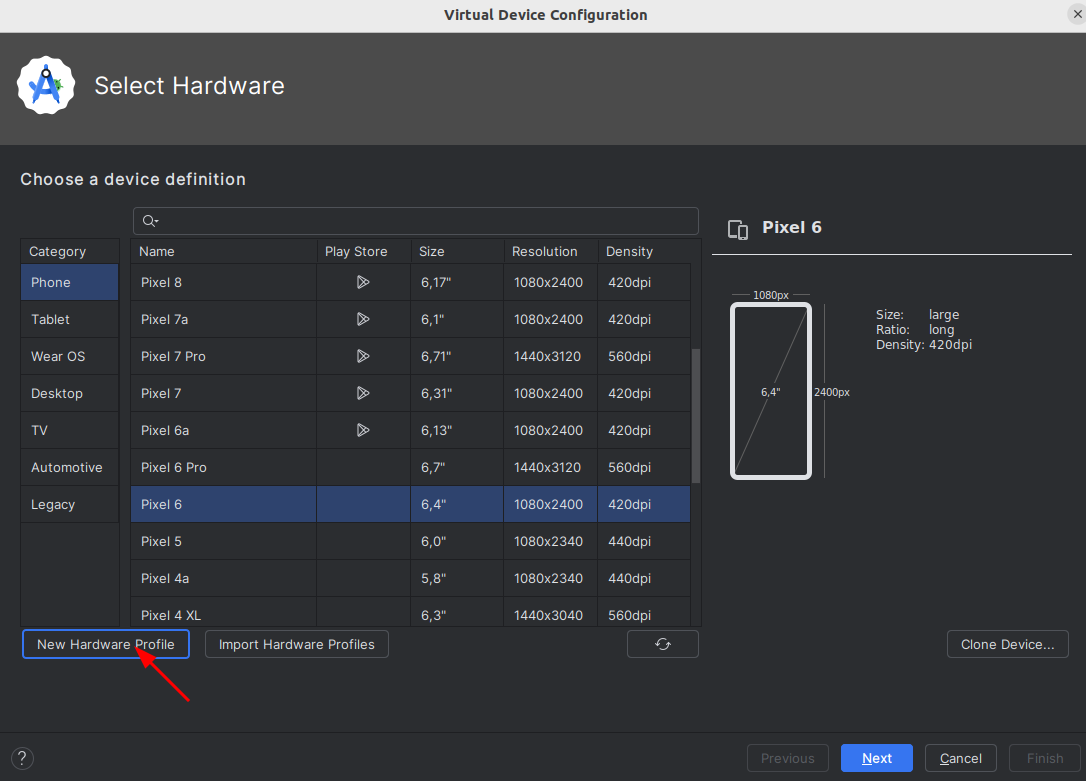 Virtual Device Configuration
Select Hardware
Choose a device definition
Category Name Play Store Size Resolution Density
Phone Pixel 8 6,17" 1080x2400 420dpi
Tablet Pixel 7a 6,1" 1080x2400 420dpi
Wear OS Pixel 7 Pro 6,71" 1440x3120 560dpi
Desktop Pixel 7 6,31" 1080x2400 420dpi
TV Pixel 6a 6,13" 1080x2400 420dpi
Automotive Pixel 6 Pro 6,7" 1440x3120 560dpi
Legacy Pixel 6 6,4" 1080x2400 420dpi
Pixel 5 6,0" 1080x2340 440dpi
Pixel 4a 5,8" 1080x2340 440dpi
Pixel 4 XL 6,3" 1440x3040 560dpi
Pixel 6
1080px
Size: large
Ratio: long
Density: 420dpi
6,4" 2400px
New Hardware Profile Import Hardware Profiles Clone Device...
? Previous Next Cancel Finish